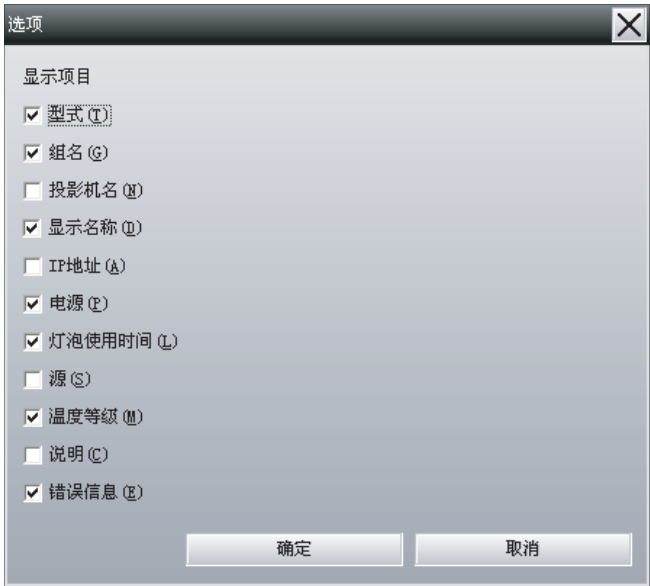 选项
显示项目
型式(T)
组名(G)
投影机名(N)
显示名称(D)
IP地址(A)
电源(P)
灯泡使用时间(L)
源(S)
温度等级(M)
说明(C)
错误信息(E)
确定 取消